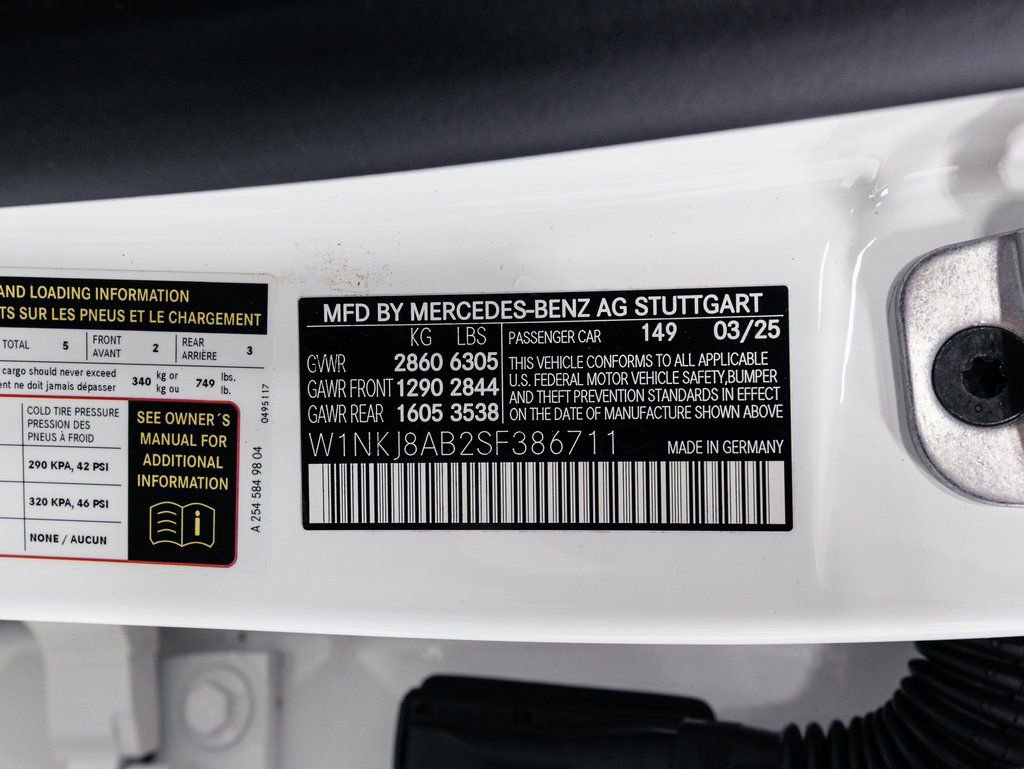 AND LOADING INFORMATION
TS SUR LES PNEUS ET LE CHARGEMENT
TOTAL 5 FRONT AVANT 2 REAR ARRIÈRE 3
cargo should never exceed 340 kg or 749 lbs.
ent ne doit jamais dépasser kg ou lb.
COLD TIRE PRESSURE
PRESSION DES
PNEUS À FROID
290 KPA, 42 PSI
320 KPA, 46 PSI
NONE / AUCUN
SEE OWNER´S
MANUAL FOR
ADDITIONAL
INFORMATION
i
A 254 584 98 04
0495117
MFD BY MERCEDES-BENZ AG STUTTGART
KG LBS
GVWR 2860 6305
GAWR FRONT 1290 2844
GAWR REAR 1605 3538
PASSENGER CAR 149 03/25
THIS VEHICLE CONFORMS TO ALL APPLICABLE
U.S. FEDERAL MOTOR VEHICLE SAFETY,BUMPER
AND THEFT PREVENTION STANDARDS IN EFFECT
ON THE DATE OF MANUFACTURE SHOWN ABOVE
W1NKJ8AB2SF386711 MADE IN GERMANY